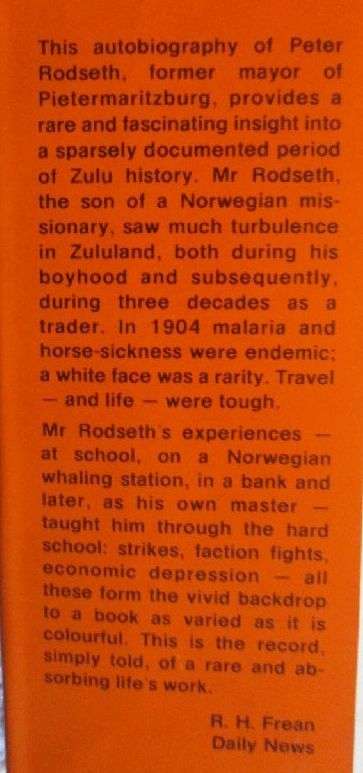 This autobiography of Peter
Rodseth, former mayor of
Pietermaritzburg, provides a
rare and fascinating insight into
a sparsely documented period
of Zulu history. Mr Rodseth,
the son of a Norwegian mis-
sionary, saw much turbulence
in Zululand, both during his
boyhood and subsequently,
during three decades as a
trader. In 1904 malaria and
horse-sickness were endemic;
a white face was a rarity. Travel
— and life — were tough.
Mr Rodseth's experiences —
at school, on a Norwegian
whaling station, in a bank and
later, as his own master —
taught him through the hard
school: strikes, faction fights,
economic depression — all
these form the vivid backdrop
to a book as varied as it is
colourful. This is the record,
simply told, of a rare and ab-
sorbing life's work.
R. H. Frean
Daily News